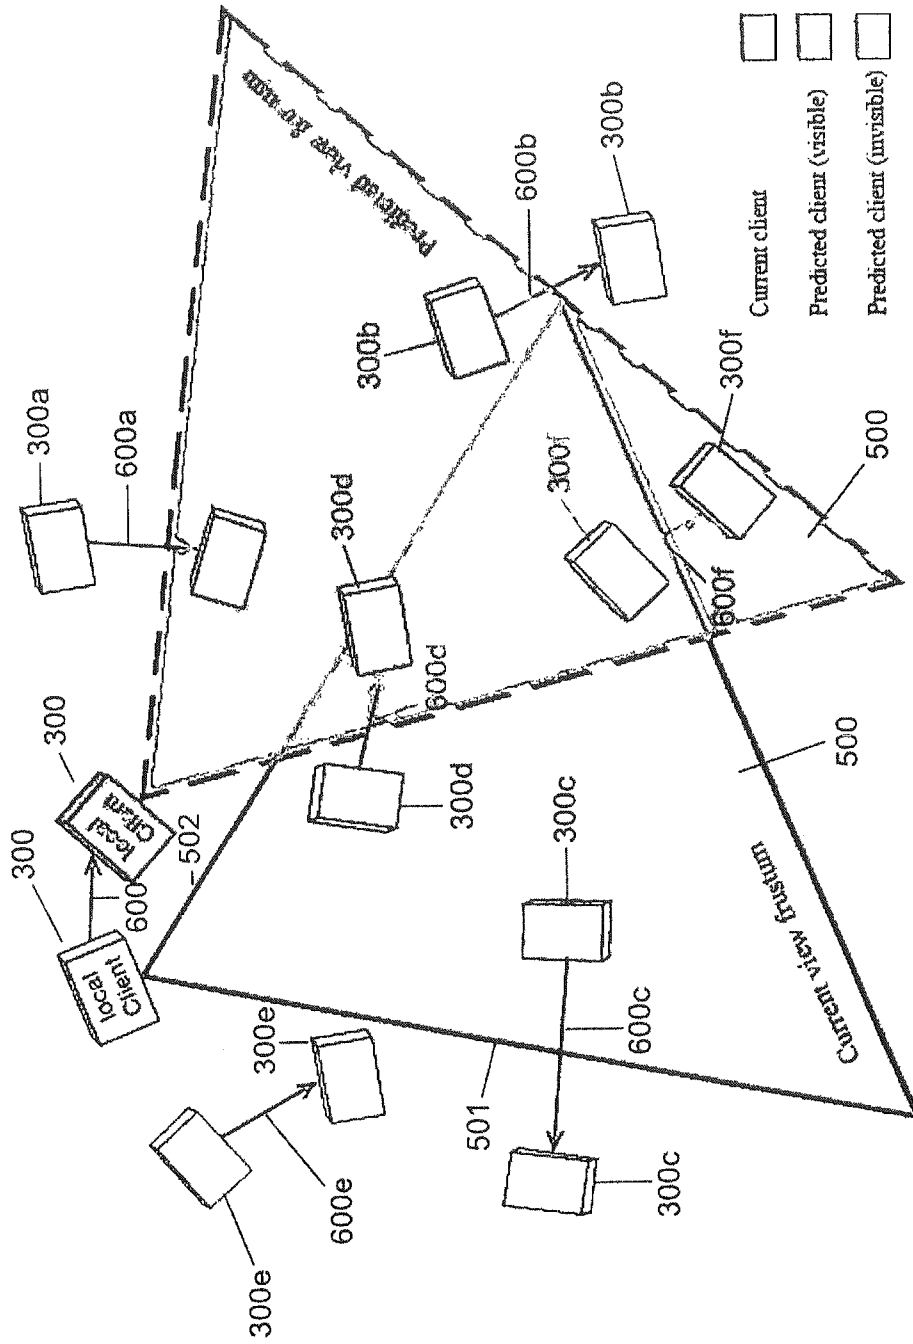 300a
300
300
local
Client
local
Client
600a
600
502
300e
300e
Predicted view frustum
600e
300d
300b
300d
600d
501
600b
300f
300c
600c
300c
300b
600f
300f
Current view frustum
500
500
Current client
Predicted client (visible)
Predicted client (invisible)